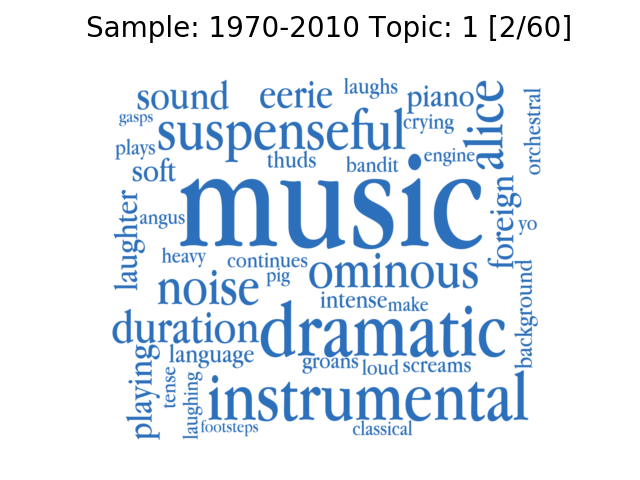 Sample: 1970-2010 Topic: 1 [2/60]
sound eerie laughs piano alice orchestral
gasps suspenseful crying
plays thuds bandit engine
soft
music
laughter angus foreign yo
heavy continues
noise pig ominous background
intense make
duration dramatic
language groans loud screams
playing tense laughing instrumental
footsteps classical